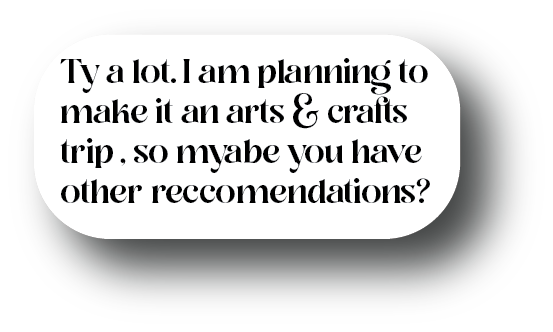 Ty a lot. I am planning to
make it an arts & crafts
trip , so myabe you have
other reccomendations?